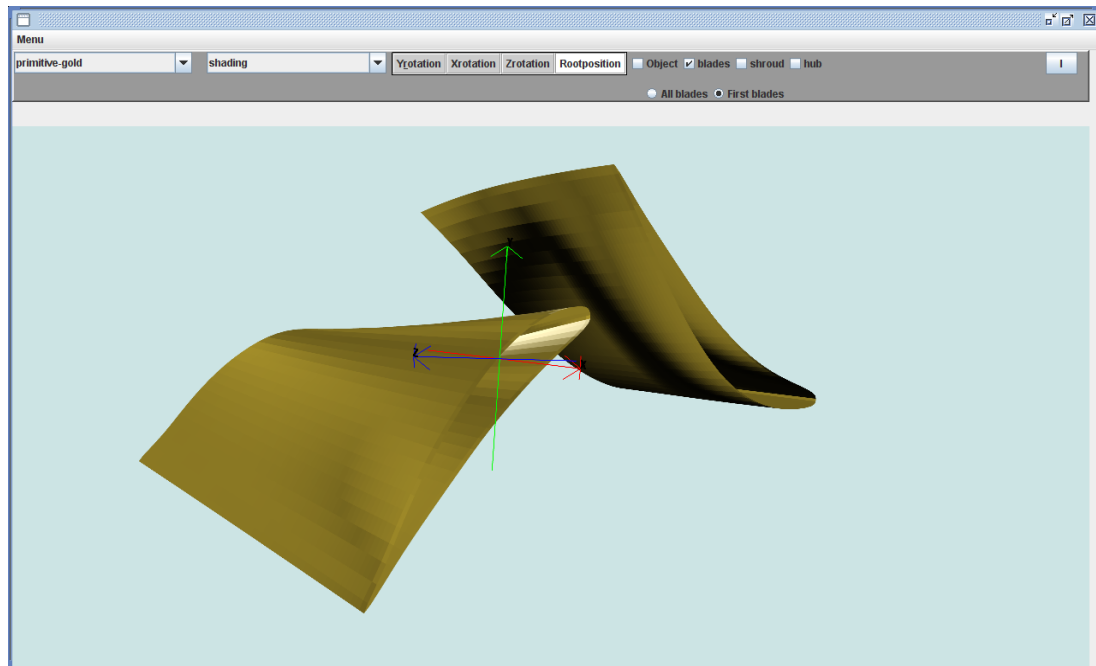 Menu
primitive-gold shading Yrotation Xrotation Zrotation Rootposition Object blades shroud hub I
All blades First blades